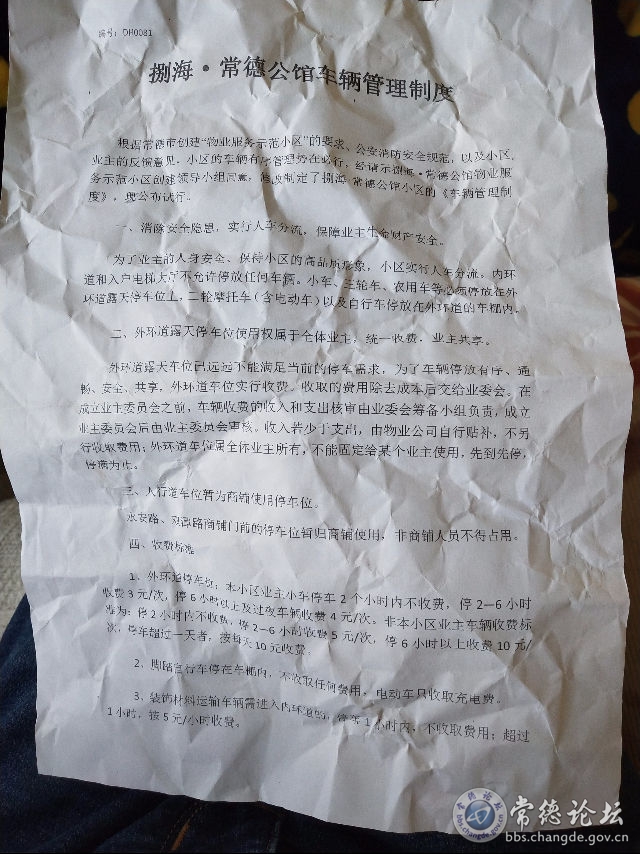 编号：DH0081
捌海·常德公馆车辆管理制度
根据常德市创建“物业服务示范小区”的要求、公安消防安全规范，以及小区
业主的反馈意见，小区的车辆有序管理势在必行，经请示捌海·常德公馆物业服
务示范小区创建领导小组同意，修改制定了捌海·常德公馆小区的《车辆管理制
度》，现公布试行。
一、消除安全隐患，实行人车分流，保障业主生命财产安全。
为了业主的人身安全、保持小区的高品质形象，小区实行人车分流。内环
道和入户电梯大厅不允许停放任何车辆。小车、三轮车、农用车等必须停放在外
环道露天停车位上，二轮摩托车（含电动车）以及自行车停放在外环道的车棚内。
二、外环道露天停车位使用权属于全体业主，统一收费，业主共享。
外环道露天车位已远远不能满足当前的停车需求，为了车辆停放有序、通
畅、安全、共享，外环道车位实行收费。收取的费用除去成本后交给业委会。在
成立业主委员会之前，车辆收费的收入和支出核审由业委会筹备小组负责，成立
业主委员会后由业主委员会审核。收入若少于支出，由物业公司自行贴补，不另
行收取费用；外环道车位属全体业主所有，不能固定给某个业主使用，先到先停，
停满为止。
三、人行道车位暂为商铺使用停车位。
永安路、双潭路商铺门前的停车位暂归商铺使用，非商铺人员不得占用。
四、收费标准
1、外环道停车位：本小区业主小车停车 2 个小时内不收费，停 2—6 小时
收费 3 元/次，停 6 小时以上及过夜车辆收费 4 元/次。非本小区业主车辆收费标
准为：停 2 小时内不收费，停 2—6 小时收费 5 元/次，停 6 小时以上收费 10 元/
次，停车超过一天者，按每天 10 元收费。
2、脚踏自行车停在车棚内，不收取任何费用，电动车只收取充电费。
3、装饰材料运输车辆需进入内环道的，1 小时内，不收取费用；超过
1 小时，按 5 元/小时收费。
常德论坛
bbs.changde.gov.cn